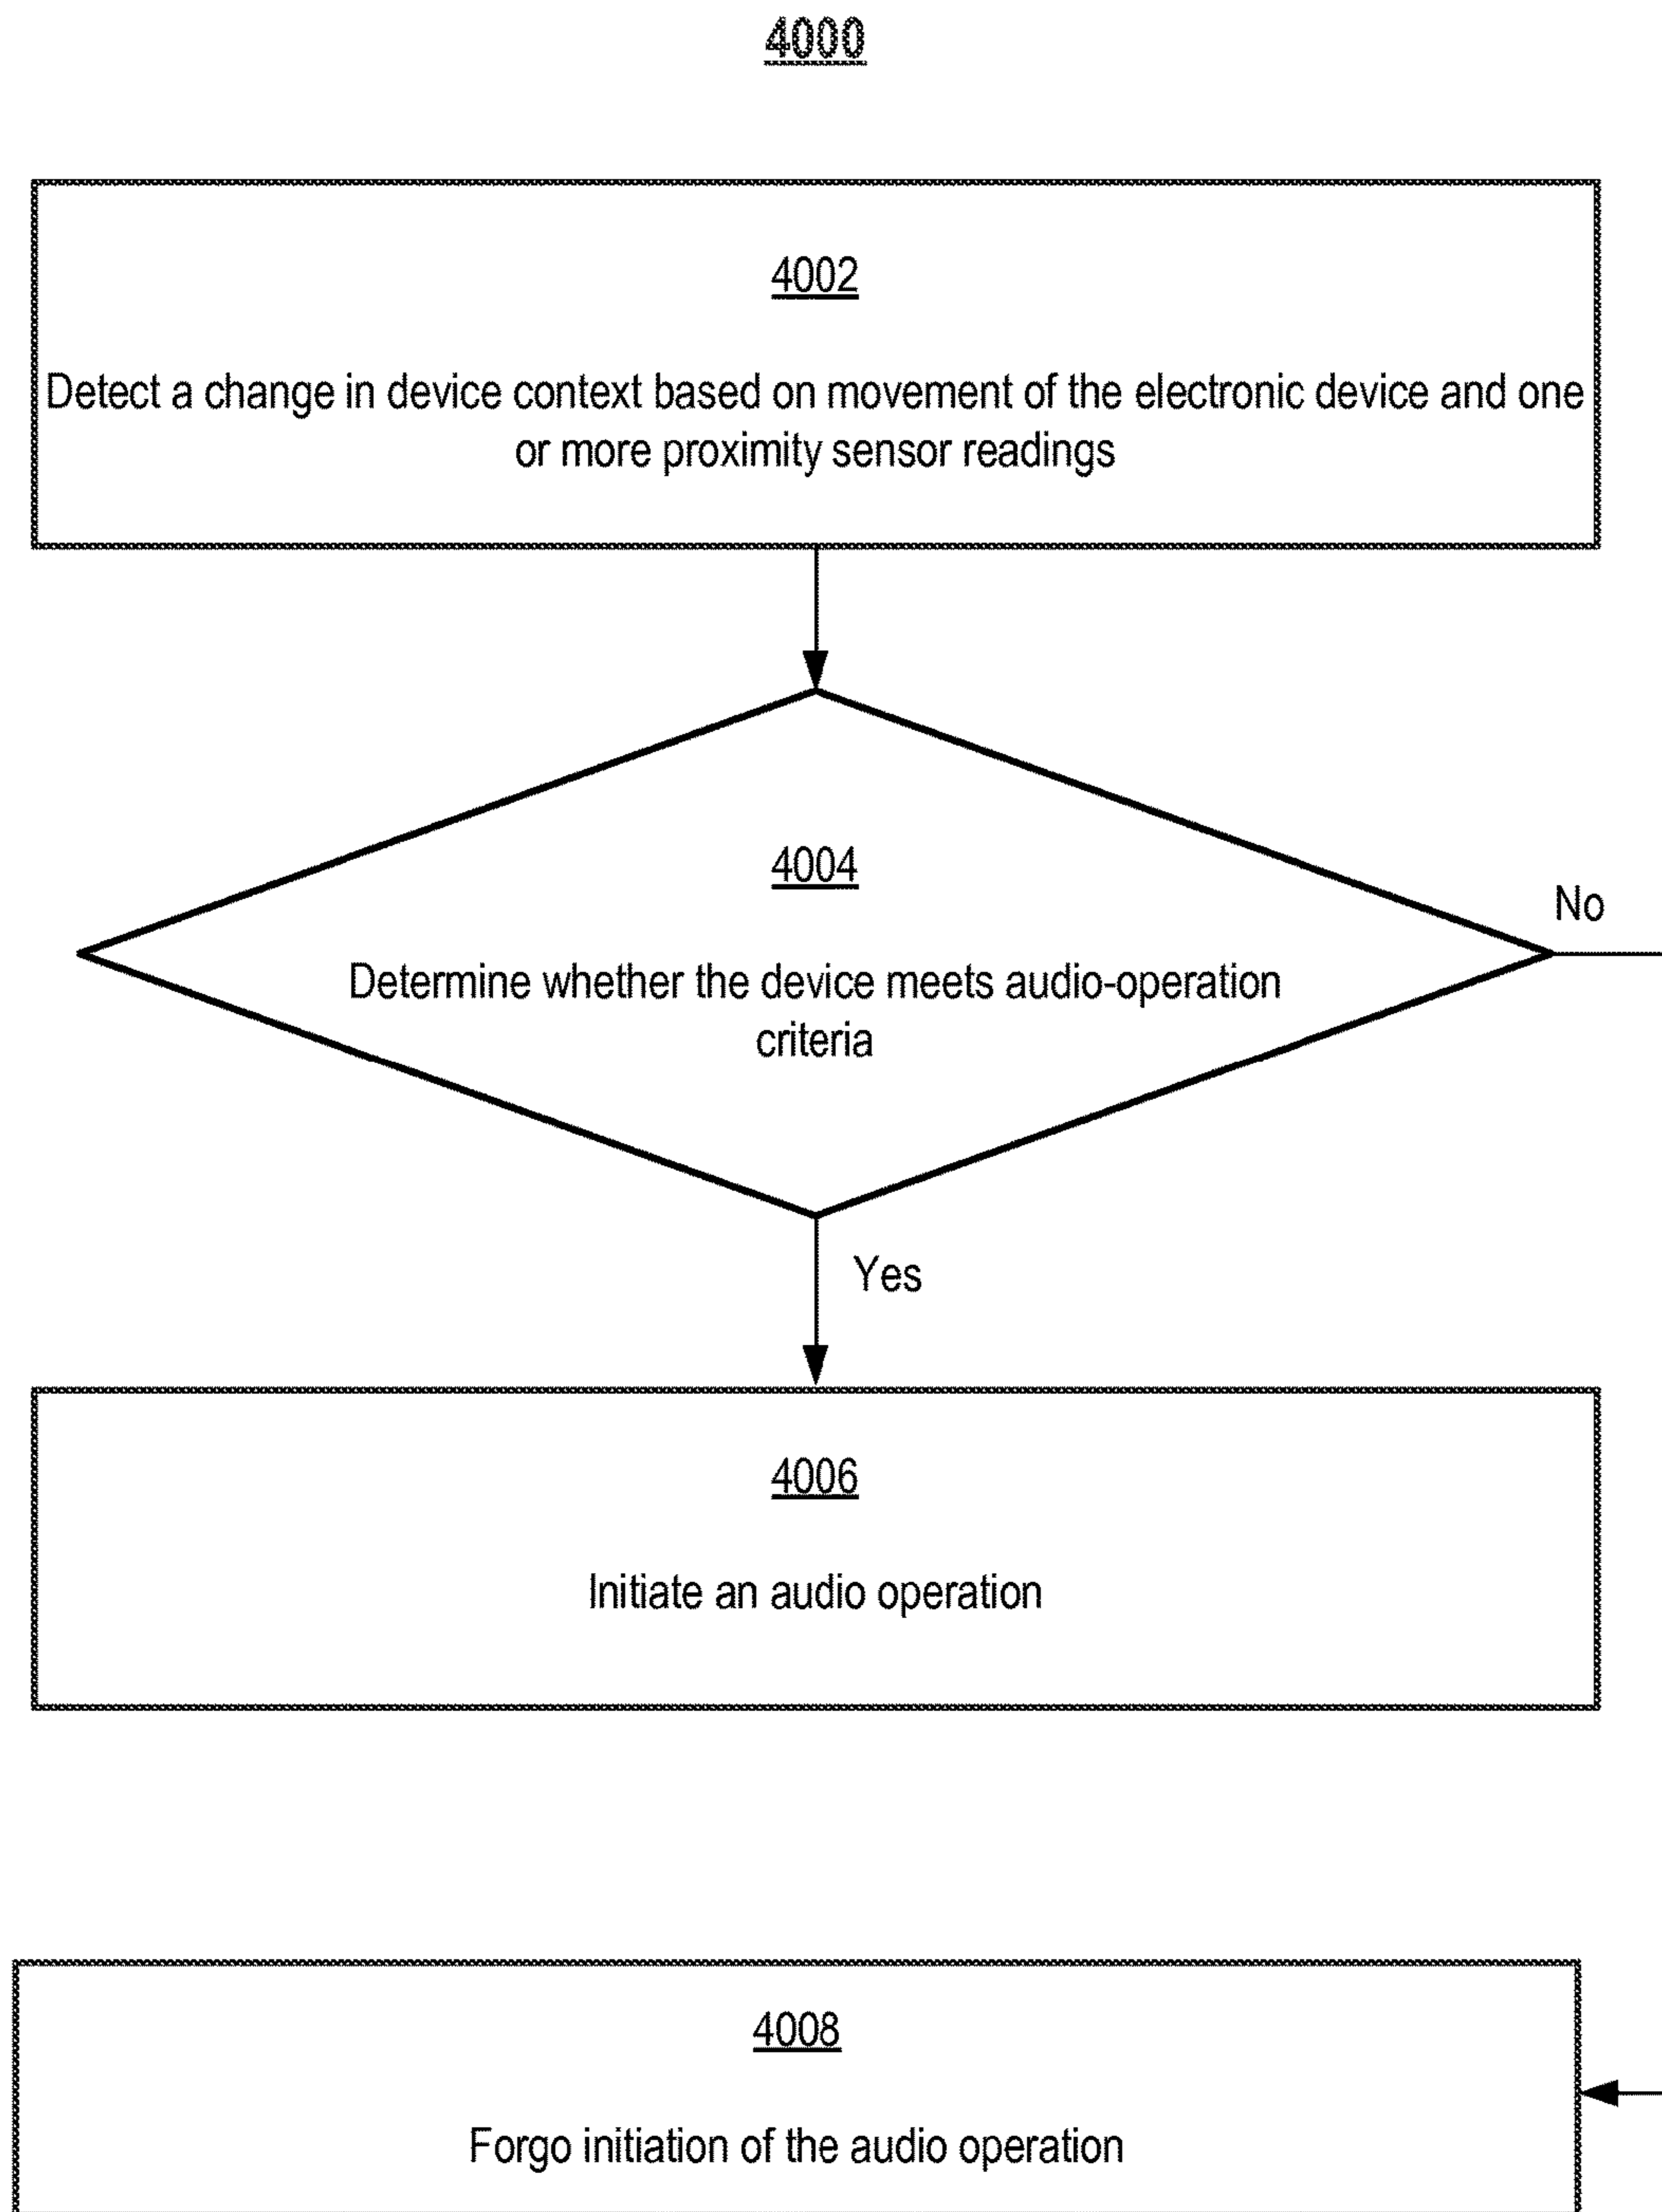 4000
4002
Detect a change in device context based on movement of the electronic device and one
or more proximity sensor readings
4004
No
Determine whether the device meets audio-operation
criteria
Yes
4006
Initiate an audio operation
4008
Forgo initiation of the audio operation